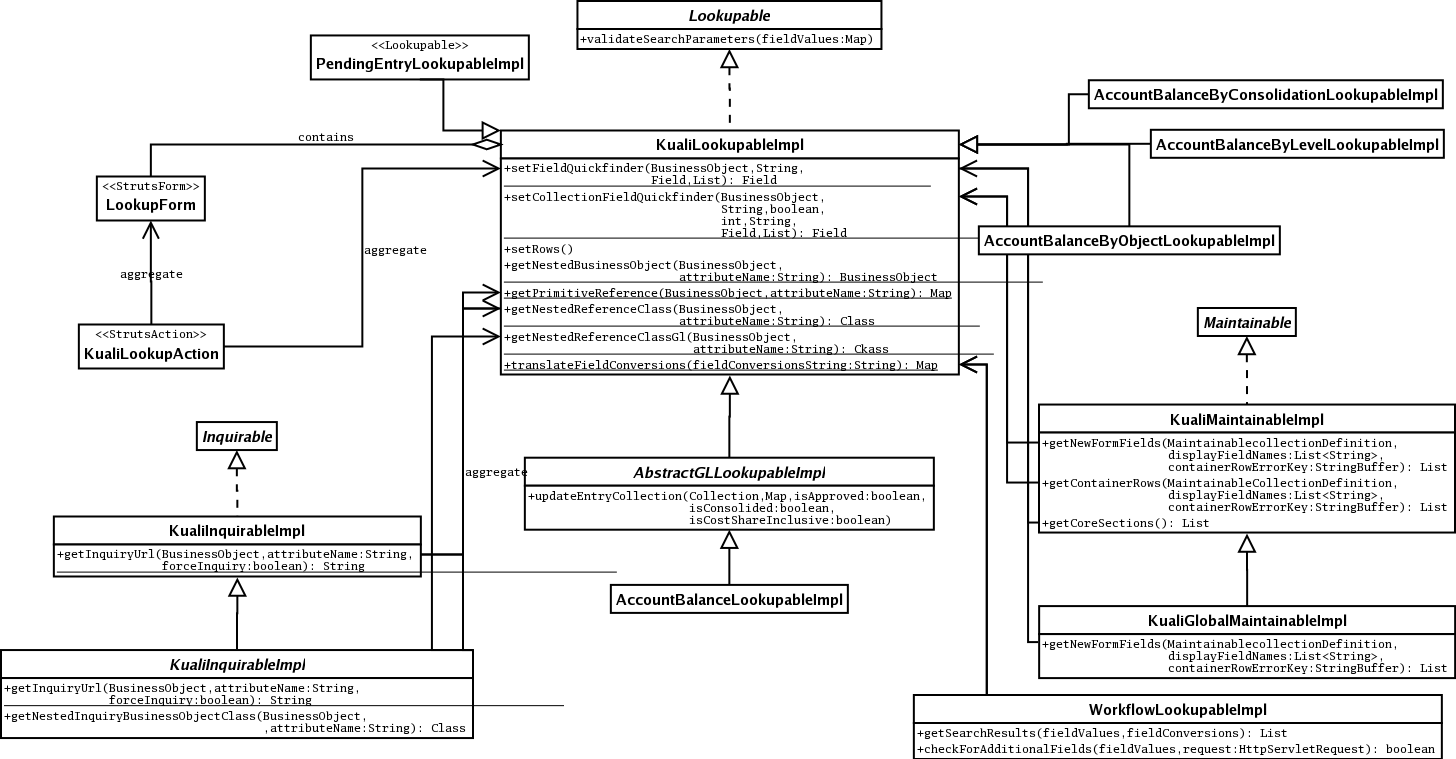 Lookupable
+validateSearchParameters(fieldValues:Map)
<<Lookupable>>
PendingEntryLookupableImpl
AccountBalanceByConsolidationLookupableImpl
AccountBalanceByLevelLookupableImpl
AccountBalanceByObjectLookupableImpl
contains
<<StrutsForm>>
LookupForm
aggregate
aggregate
<<StrutsAction>>
KualiLookupAction
KualiLookupableImpl
+setFieldQuickfinder(BusinessObject,String,
Field,List): Field
+setCollectionFieldQuickfinder(BusinessObject,
String,boolean,
int,String,
Field,List): Field
+setRows()
+getNestedBusinessObject(BusinessObject,
attributeName:String): BusinessObject
+getPrimitiveReference(BusinessObject,attributeName:String): Map
+getNestedReferenceClass(BusinessObject,
attributeName:String): Class
+getNestedReferenceClassGl(BusinessObject,
attributeName:String): Ckass
+translateFieldConversions(fieldConversionsString:String): Map
Maintainable
KualiMaintainableImpl
+getNewFormFields(MaintainablecollectionDefinition,
displayFieldNames:List<String>,
containerRowErrorKey:StringBuffer): List
+getContainerRows(MaintainableCollectionDefinition,
displayFieldNames:List<String>,
containerRowErrorKey:StringBuffer): List
+getCoreSections(): List
Inquirable
aggregate
AbstractGLLookupableImpl
+updateEntryCollection(Collection,Map,isApproved:boolean,
isConsolided:boolean,
isCostShareInclusive:boolean)
KualiInquirableImpl
+getInquiryUrl(BusinessObject,attributeName:String,
forceInquiry:boolean): String
AccountBalanceLookupableImpl
KualiGlobalMaintainableImpl
+getNewFormFields(MaintainablecollectionDefinition,
displayFieldNames:List<String>,
containerRowErrorKey:StringBuffer): List
KualiInquirableImpl
+getInquiryUrl(BusinessObject,attributeName:String,
forceInquiry:boolean): String
+getNestedInquiryBusinessObjectClass(BusinessObject,
,attributeName:String): Class
WorkflowLookupableImpl
+getSearchResults(fieldValues,fieldConversions): List
+checkForAdditionalFields(fieldValues,request:HttpServletRequest): boolean